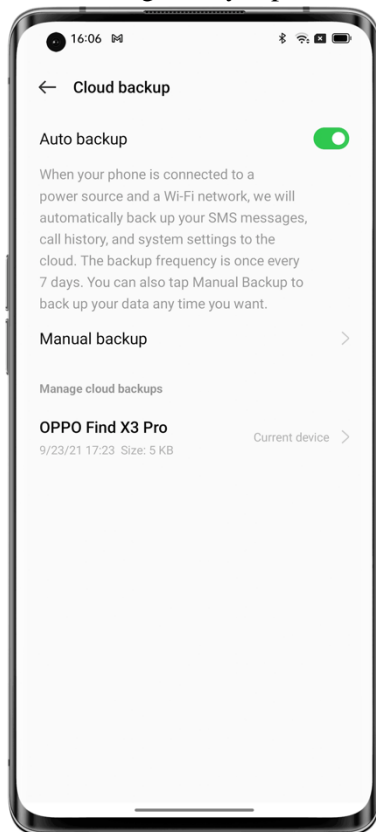 16:06
Cloud backup
Auto backup
When your phone is connected to a
power source and a Wi-Fi network, we will
automatically back up your SMS messages,
call history, and system settings to the
cloud. The backup frequency is once every
7 days. You can also tap Manual Backup to
back up your data any time you want.
Manual backup
Manage cloud backups
OPPO Find X3 Pro
Current device
9/23/21 17:23 Size: 5 KB